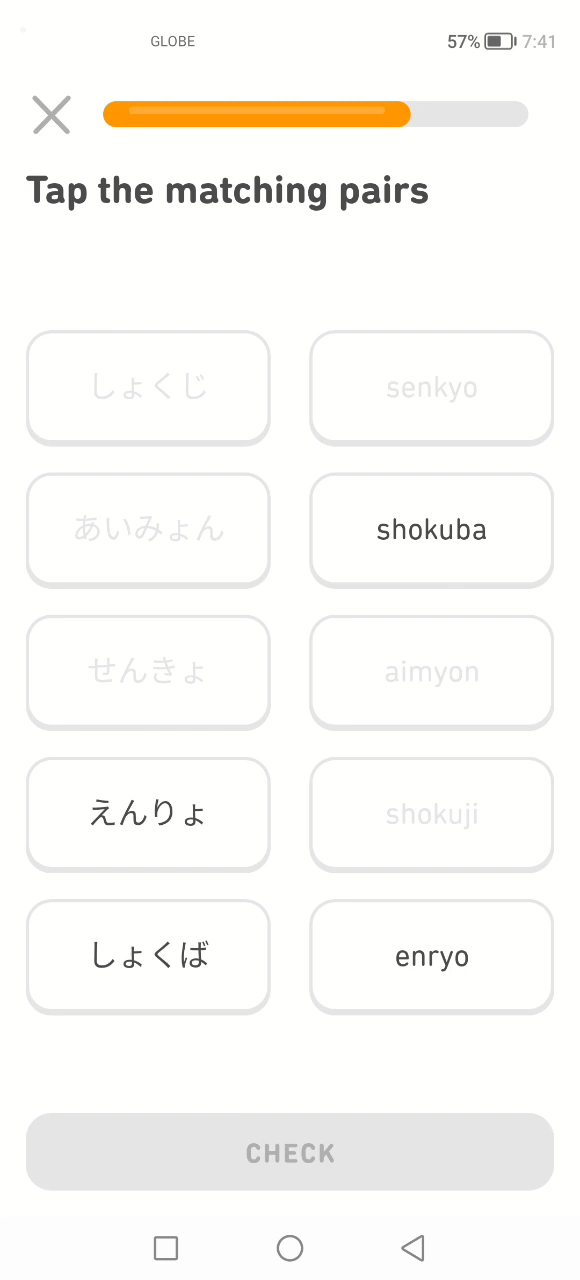 GLOBE 57% 7:41
Tap the matching pairs
しょくじ senkyo
あいみょん shokuba
せんきょ aimyon
えんりょ shokuji
しょくば enryo
CHECK